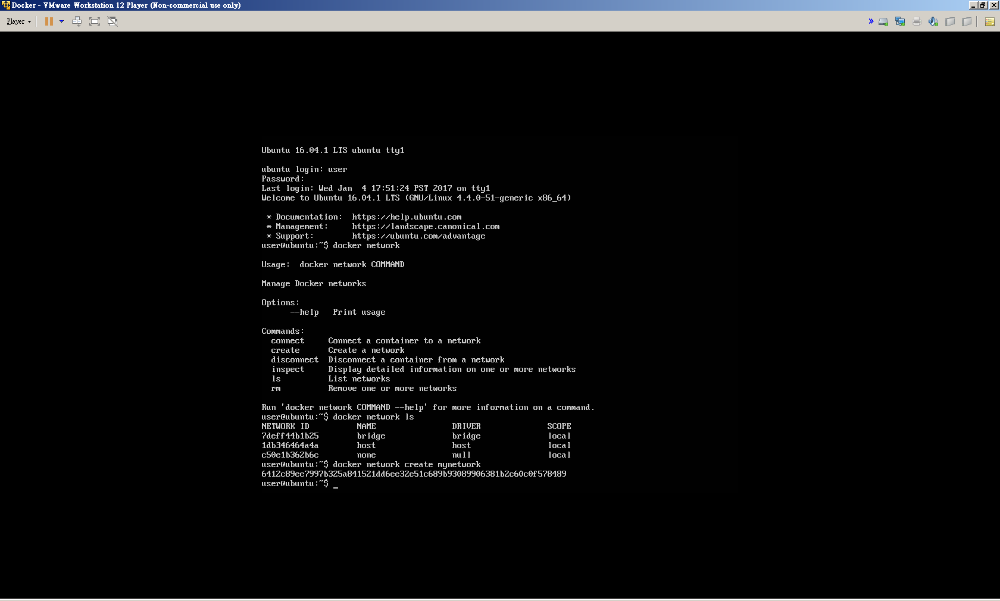 Docker - VMware Workstation 12 Player (Non-commercial use only)
Player
Ubuntu 16.04.1 LTS ubuntu tty1
ubuntu login: user
Password:
Last login: Wed Jan  4 17:51:24 PST 2017 on tty1
Welcome to Ubuntu 16.04.1 LTS (GNU/Linux 4.4.0-51-generic x86_64)
 * Documentation:  https://help.ubuntu.com
 * Management:     https://landscape.canonical.com
 * Support:        https://ubuntu.com/advantage
user@ubuntu:~$ docker network
Usage:  docker network COMMAND
Manage Docker networks
Options:
      --help   Print usage
Commands:
  connect     Connect a container to a network
  create      Create a network
  disconnect  Disconnect a container from a network
  inspect     Display detailed information on one or more networks
  ls          List networks
  rm          Remove one or more networks
Run 'docker network COMMAND --help' for more information on a command.
user@ubuntu:~$ docker network ls
NETWORK ID          NAME                DRIVER              SCOPE
7deff44b1b25        bridge              bridge              local
1db346464a4a        host                host                local
c50e1b362b6c        none                null                local
user@ubuntu:~$ docker network create mynetwork
6412c89ee7997b325a841521dd6ee32e51c689b93089906381b2c60c0f578489
user@ubuntu:~$ _